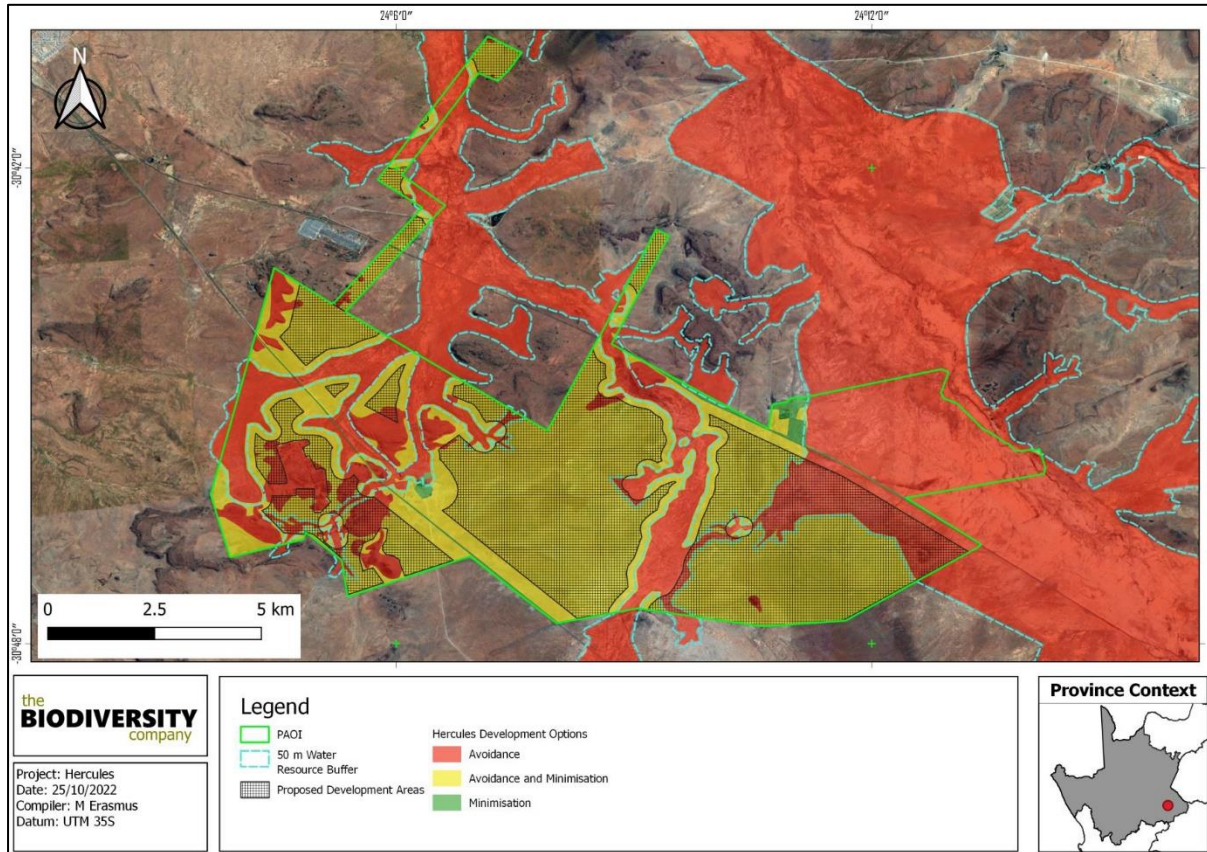 24°6′0″
24°12′0″
N
-30°42′0″
-30°48′0″
0 2.5 5 km
the
BIODIVERSITY
company
Project: Hercules
Date: 25/10/2022
Compiler: M Erasmus
Datum: UTM 35S
Legend
PAOI
50 m Water
Resource Buffer
Proposed Development Areas
Hercules Development Options
Avoidance
Avoidance and Minimisation
Minimisation
Province Context